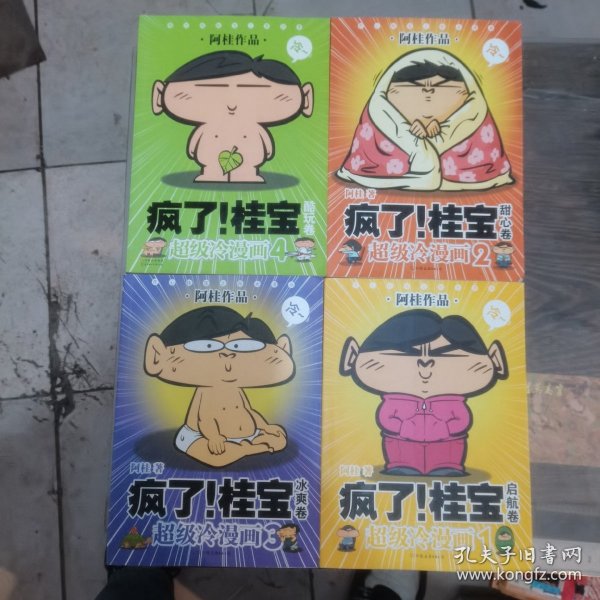 ·阿桂作品·
冷~
疯了!桂宝
酷玩卷
超级冷漫画4
·阿桂作品·
冷~
阿桂 著
疯了!桂宝
甜心卷
超级冷漫画2
·阿桂作品·
冷~
阿桂 著
疯了!桂宝
冰爽卷
超级冷漫画3
·阿桂作品·
冷~
阿桂 著
疯了!桂宝
启航卷
超级冷漫画1
孔夫子旧书网
www.kongfz.com